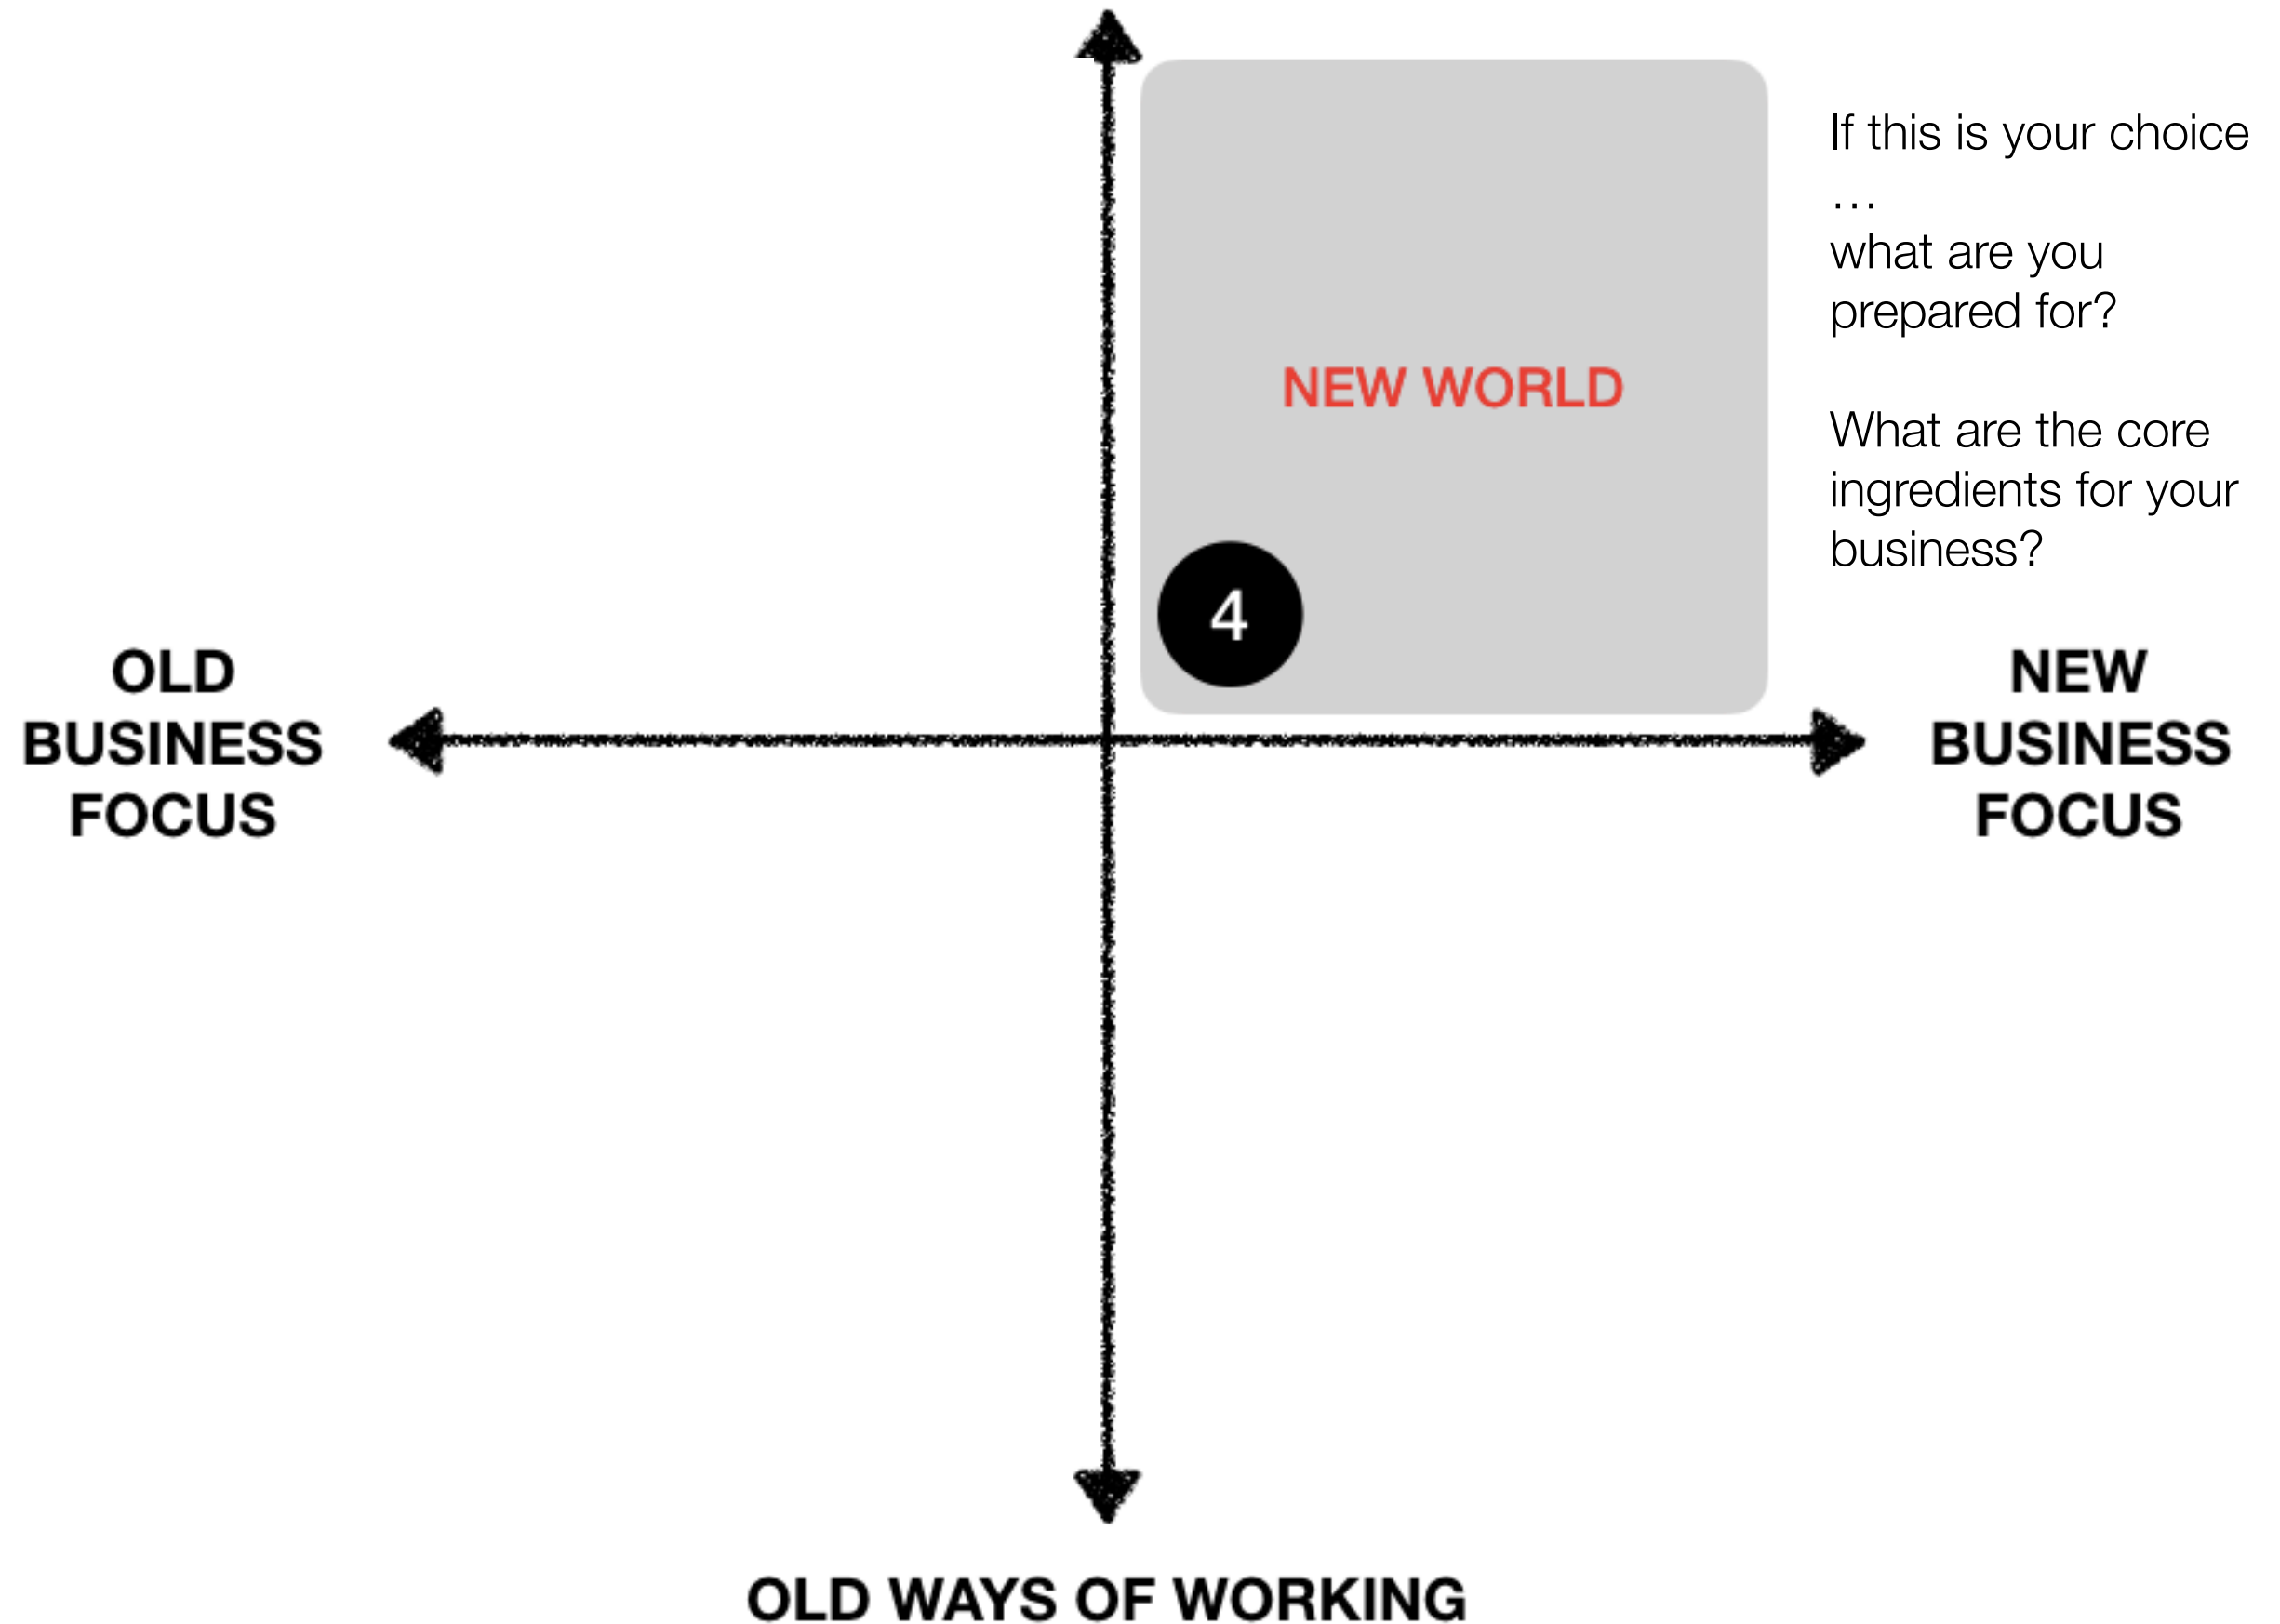 If this is your choice
…
what are you
prepared for?
What are the core
ingredients for your
business?
NEW WORLD
4
OLD
BUSINESS
FOCUS
NEW
BUSINESS
FOCUS
OLD WAYS OF WORKING